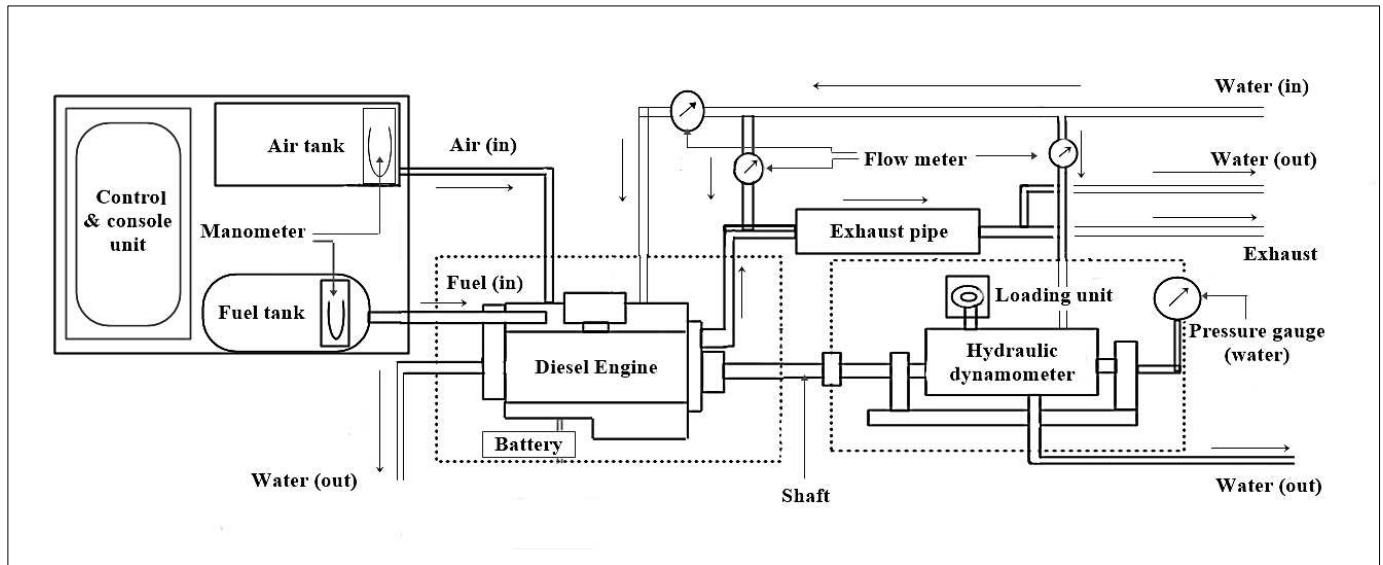 Water (in)
Air tank
Air (in)
Flow meter
Water (out)
Control
& console
unit
Manometer
Exhaust pipe
Exhaust
Fuel (in)
Fuel tank
Loading unit
Pressure gauge
(water)
Diesel Engine
Hydraulic
dynamometer
Battery
Water (out)
Shaft
Water (out)